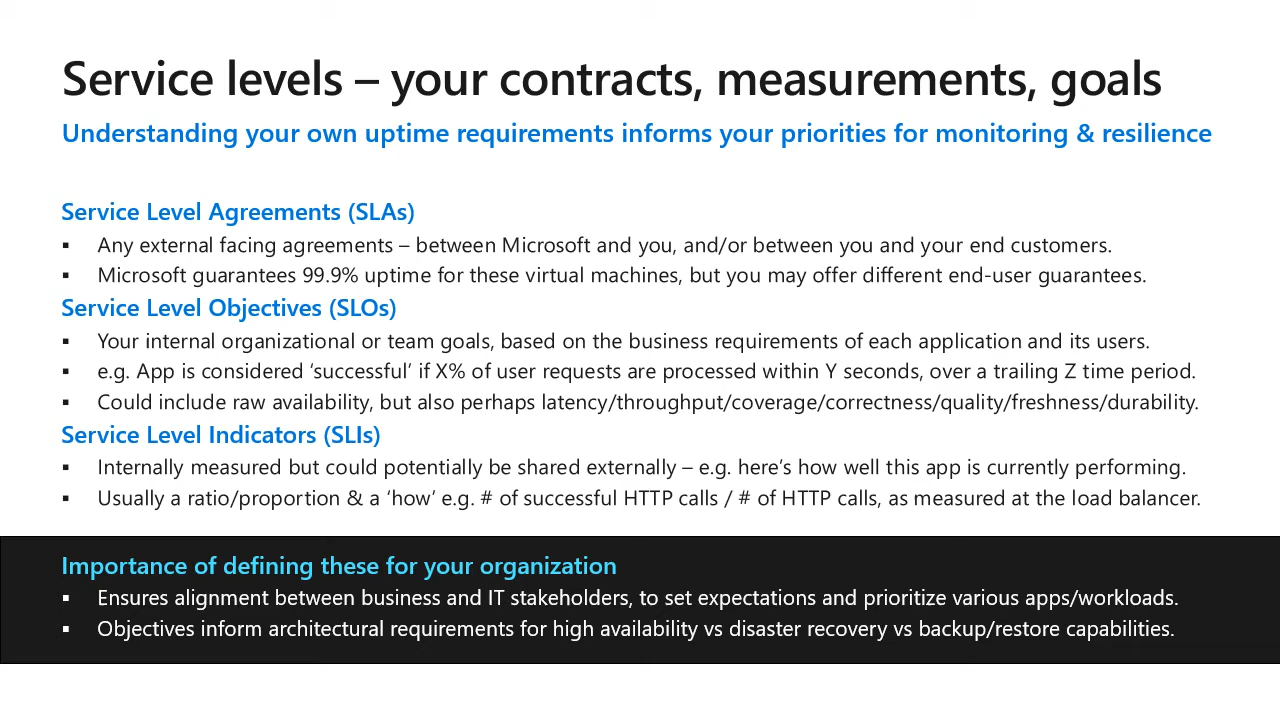 Service levels – your contracts, measurements, goals
Understanding your own uptime requirements informs your priorities for monitoring & resilience
Service Level Agreements (SLAs)
▪ Any external facing agreements – between Microsoft and you, and/or between you and your end customers.
▪ Microsoft guarantees 99.9% uptime for these virtual machines, but you may offer different end-user guarantees.
Service Level Objectives (SLOs)
▪ Your internal organizational or team goals, based on the business requirements of each application and its users.
▪ e.g. App is considered ‘successful’ if X% of user requests are processed within Y seconds, over a trailing Z time period.
▪ Could include raw availability, but also perhaps latency/throughput/coverage/correctness/quality/freshness/durability.
Service Level Indicators (SLIs)
▪ Internally measured but could potentially be shared externally – e.g. here’s how well this app is currently performing.
▪ Usually a ratio/proportion & a ‘how’ e.g. # of successful HTTP calls / # of HTTP calls, as measured at the load balancer.
Importance of defining these for your organization
▪ Ensures alignment between business and IT stakeholders, to set expectations and prioritize various apps/workloads.
▪ Objectives inform architectural requirements for high availability vs disaster recovery vs backup/restore capabilities.